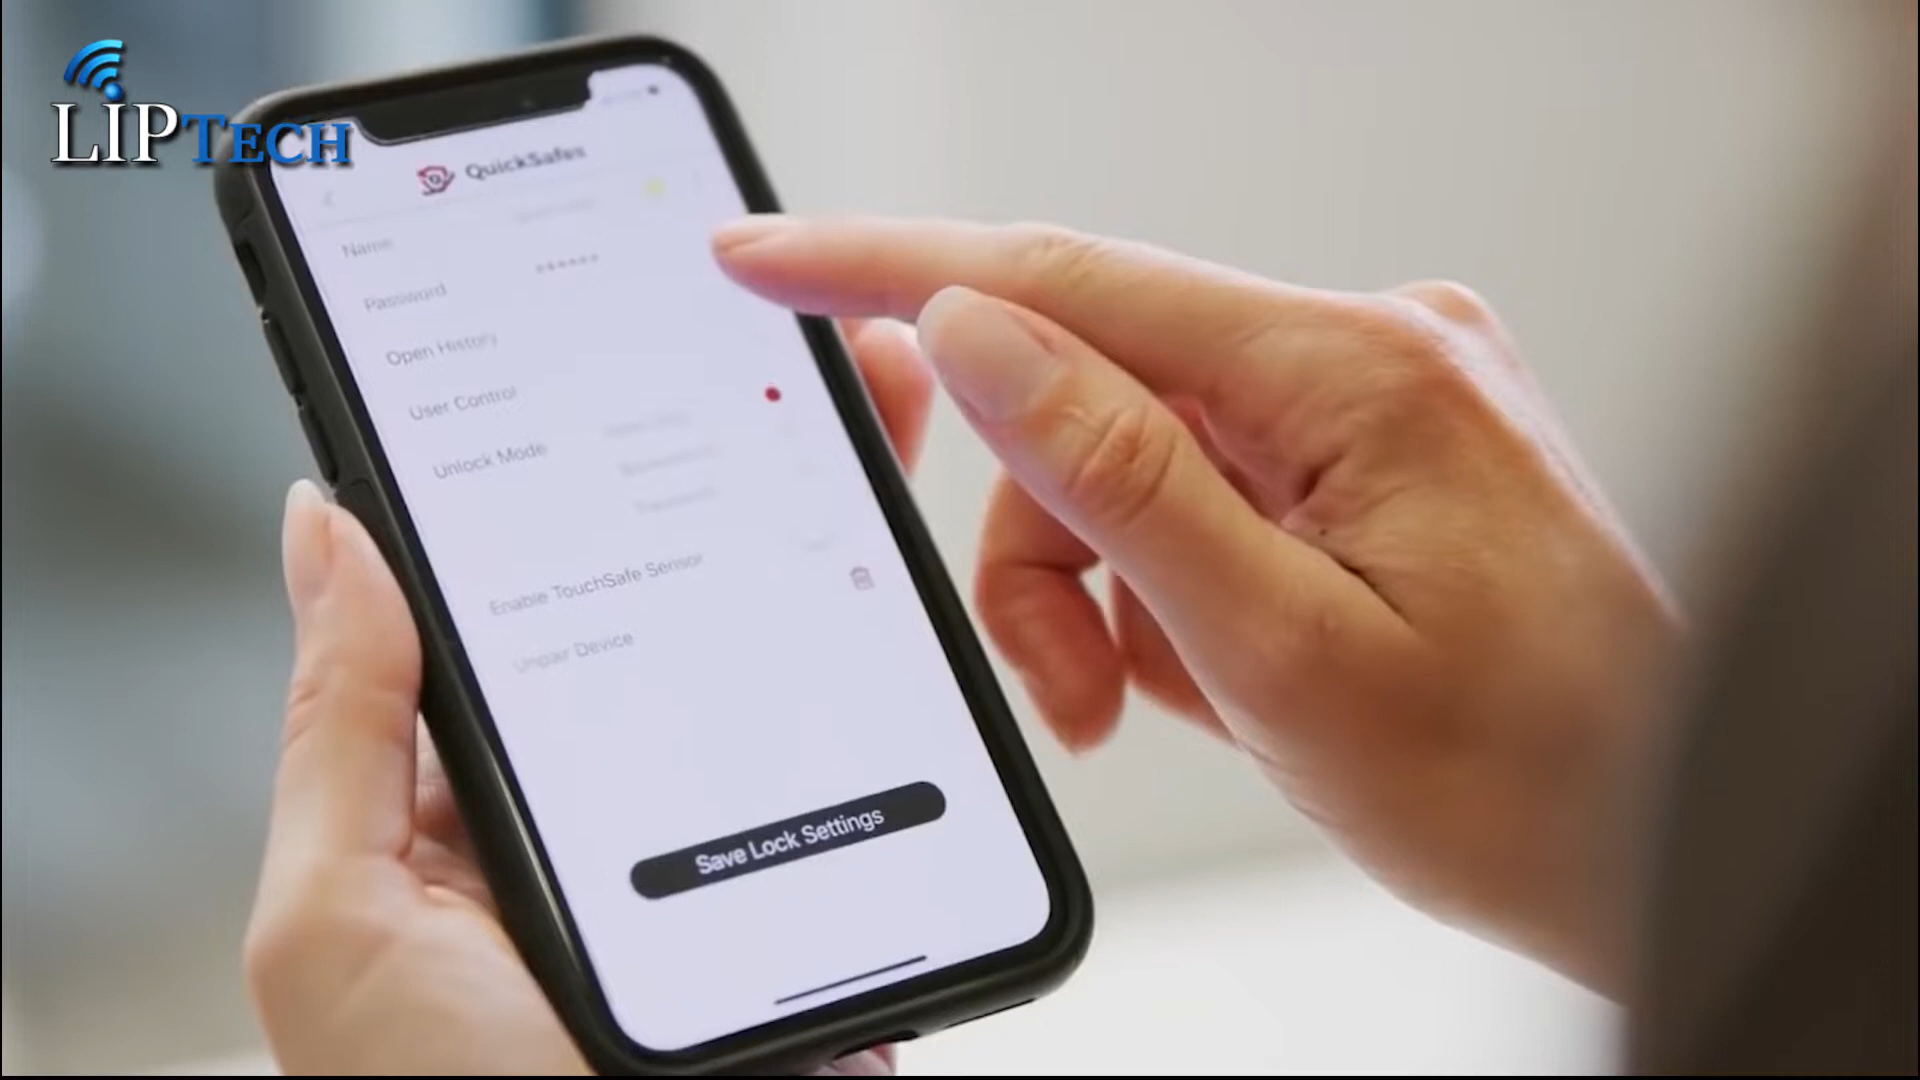 LIPTECH
QuickSafes
Name
Password
Open History
User Control
Unlock Mode
Enable TouchSafe Sensor
Unpair Device
Save Lock Settings